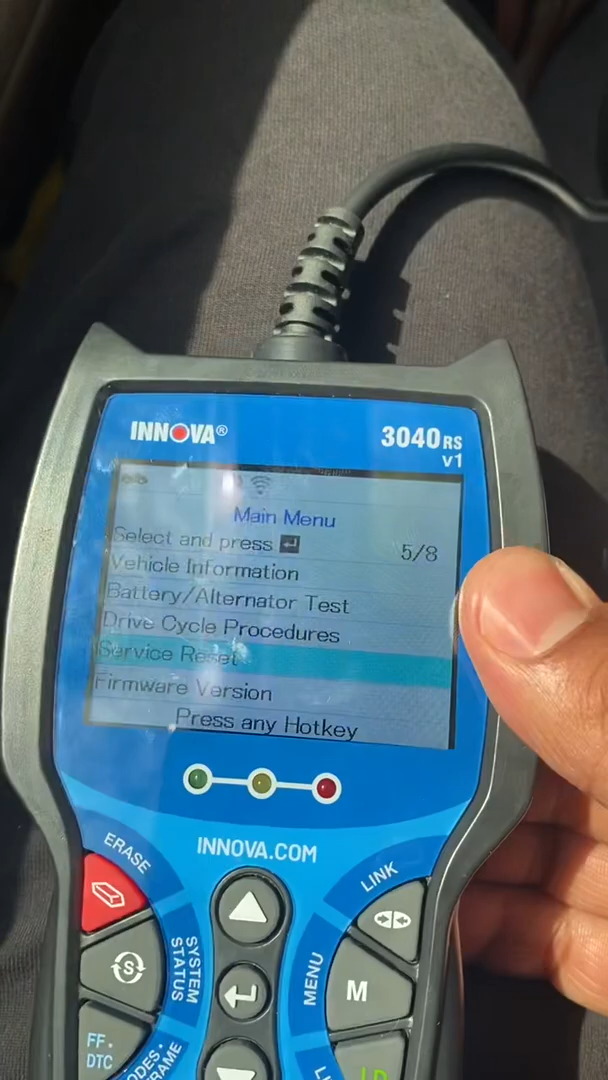 INNOVA®
3040RS
v1
Main Menu
Select and press
5/8
Vehicle Information
Battery/Alternator Test
Drive Cycle Procedures
Service Reset
Firmware Version
Press any Hotkey
INNOVA.COM
ERASE
LINK
SYSTEM
STATUS
S
MENU
M
FF.
DTC
LD